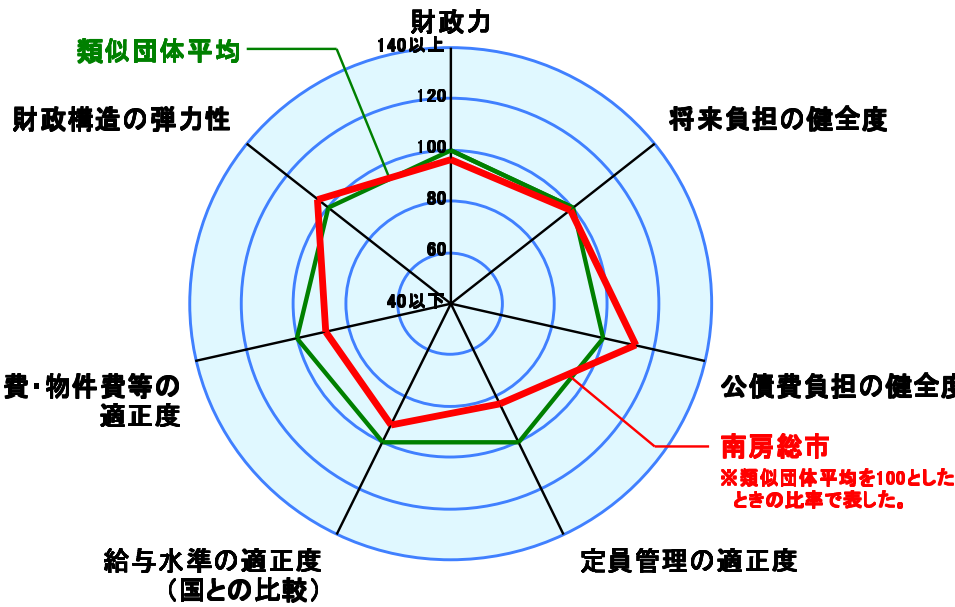 財政力
140以上
類似団体平均
120
財政構造の弾力性
将来負担の健全度
100
80
60
40以下
費・物件費等の
適正度
公債費負担の健全度
南房総市
※類似団体平均を100とした
ときの比率で表した。
給与水準の適正度
（国との比較）
定員管理の適正度